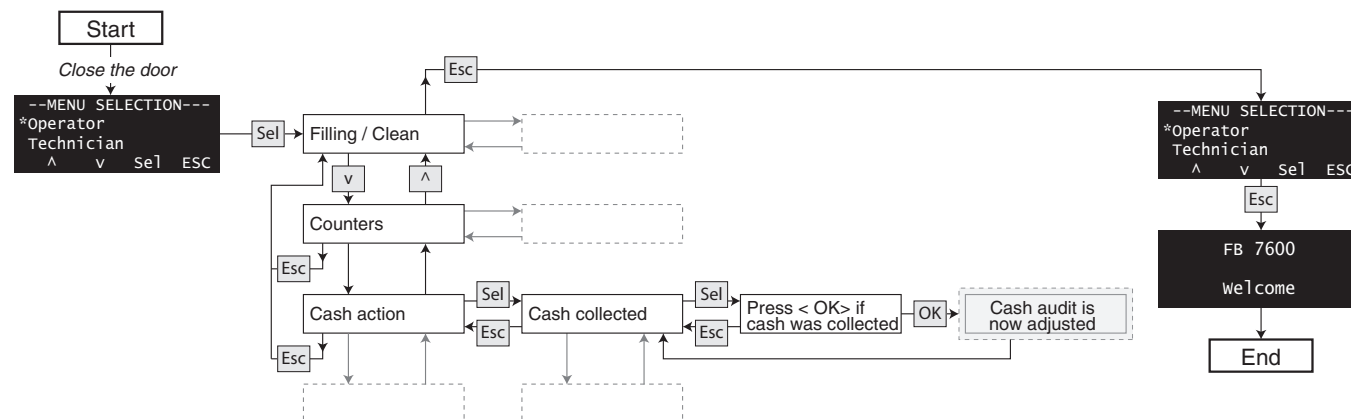 Start
Close the door
--MENU SELECTION---
*Operator
Technician
^ v Sel ESC
Sel
Filling / Clean
Esc
v
^
Counters
Esc
Cash action
Esc
Sel
Esc
Cash collected
Sel
Esc
Press < OK> if
cash was collected
OK
Cash audit is
now adjusted
--MENU SELECTION---
*Operator
Technician
^ v Sel ESC
Esc
FB 7600
Welcome
End